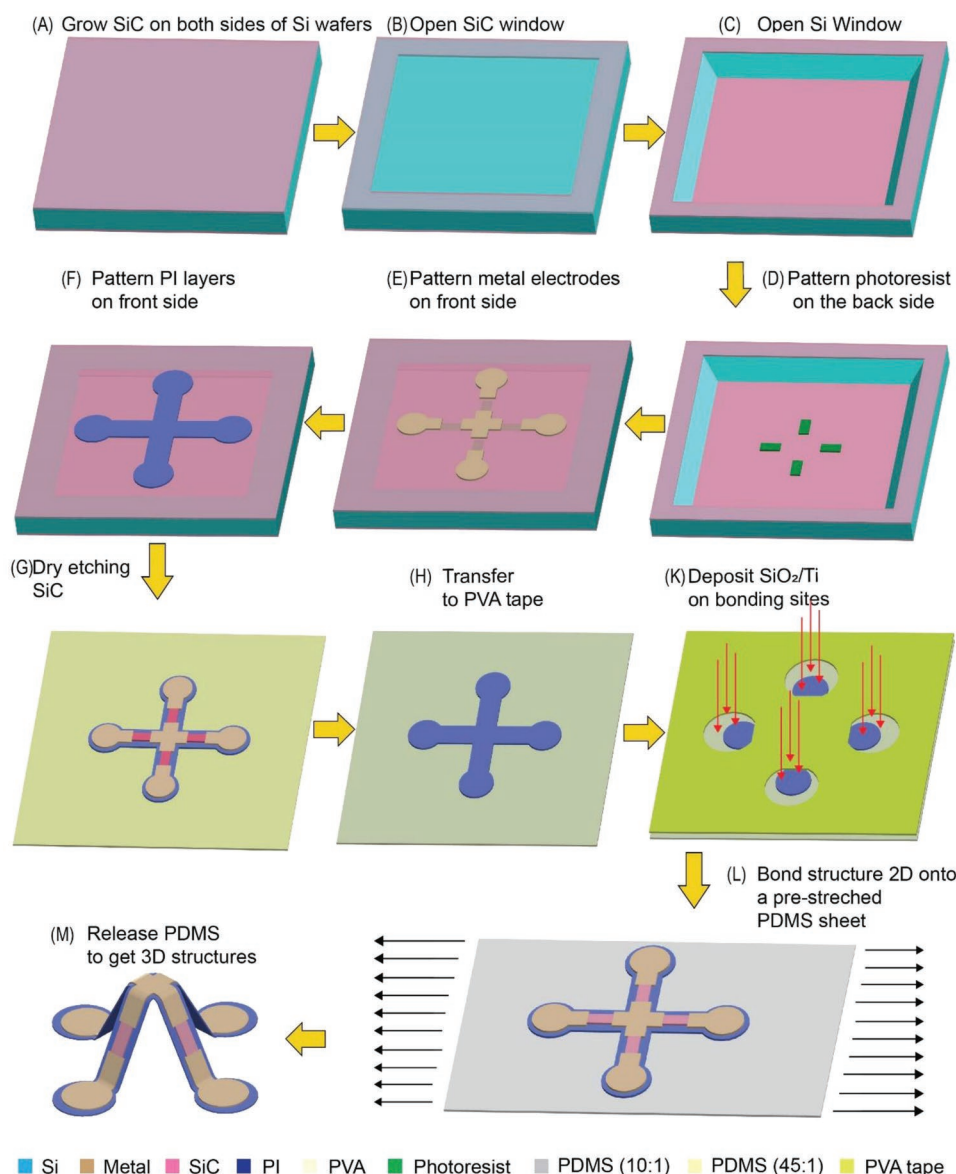 (A) Grow SiC on both sides of Si wafers
(B) Open SiC window
(C) Open Si Window
(F) Pattern PI layers
on front side
(E) Pattern metal electrodes
on front side
(D) Pattern photoresist
on the back side
(G) Dry etching
SiC
(H) Transfer
to PVA tape
(K) Deposit SiO₂/Ti
on bonding sites
(L) Bond structure 2D onto
a pre-streched
PDMS sheet
(M) Release PDMS
to get 3D structures
Si Metal SiC PI PVA Photoresist PDMS (10:1) PDMS (45:1) PVA tape